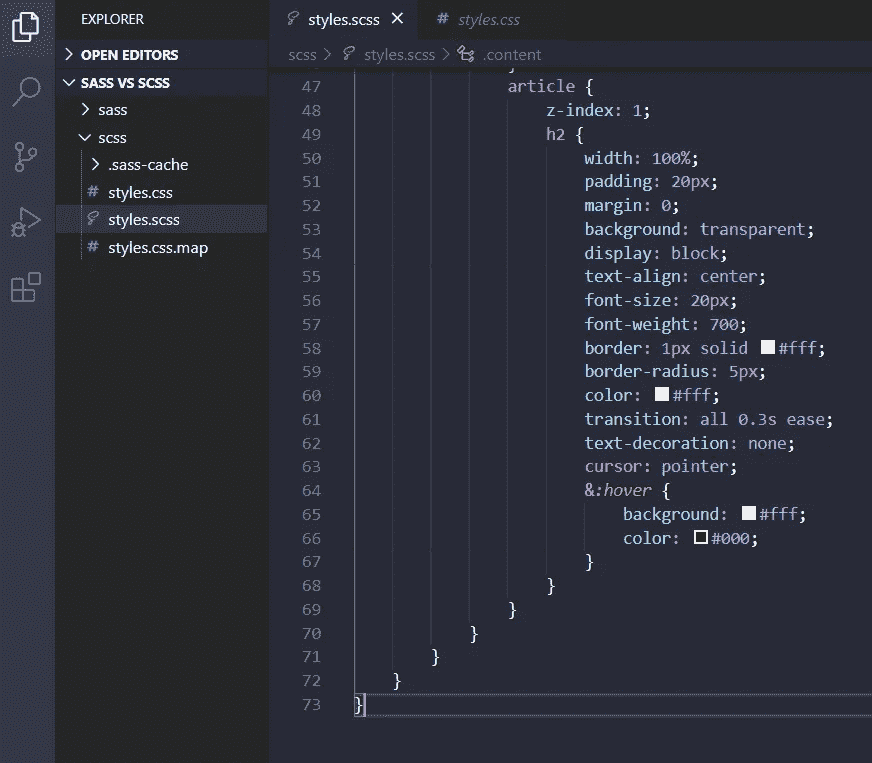 EXPLORER
OPEN EDITORS
SASS VS SCSS
sass
scss
.sass-cache
styles.css
styles.scss
styles.css.map
styles.scss
styles.css
scss > styles.scss > .content
47 article {
48 z-index: 1;
49 h2 {
50 width: 100%;
51 padding: 20px;
52 margin: 0;
53 background: transparent;
54 display: block;
55 text-align: center;
56 font-size: 20px;
57 font-weight: 700;
58 border: 1px solid #fff;
59 border-radius: 5px;
60 color: #fff;
61 transition: all 0.3s ease;
62 text-decoration: none;
63 cursor: pointer;
64 &:hover {
65 background: #fff;
66 color: #000;
67 }
68 }
69 }
70 }
71 }
72 }
73 }